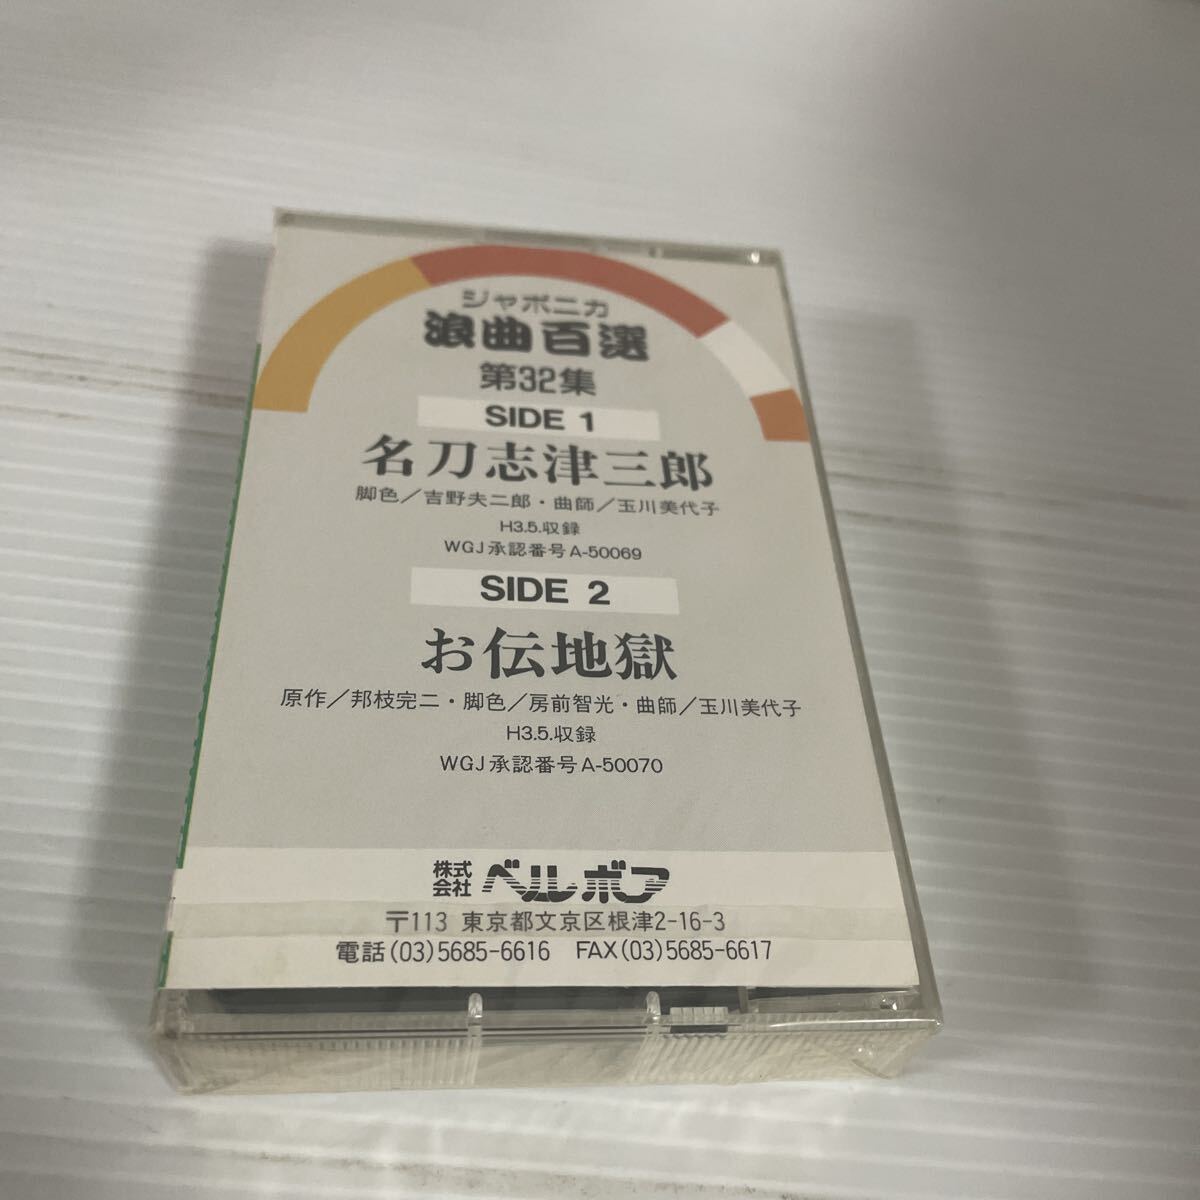 ジャポニカ
浪曲百選
第32集
SIDE 1
名刀志津三郎
脚色／吉野夫二郎・曲師／玉川美代子
H3.5.収録
WGJ承認番号A-50069
SIDE 2
お伝地獄
原作／邦枝完二・脚色／房前智光・曲師／玉川美代子
H3.5.収録
WGJ承認番号A-50070
株式会社 ベルボア
〒113 東京都文京区根津2-16-3
電話(03)5685-6616 FAX(03)5685-6617